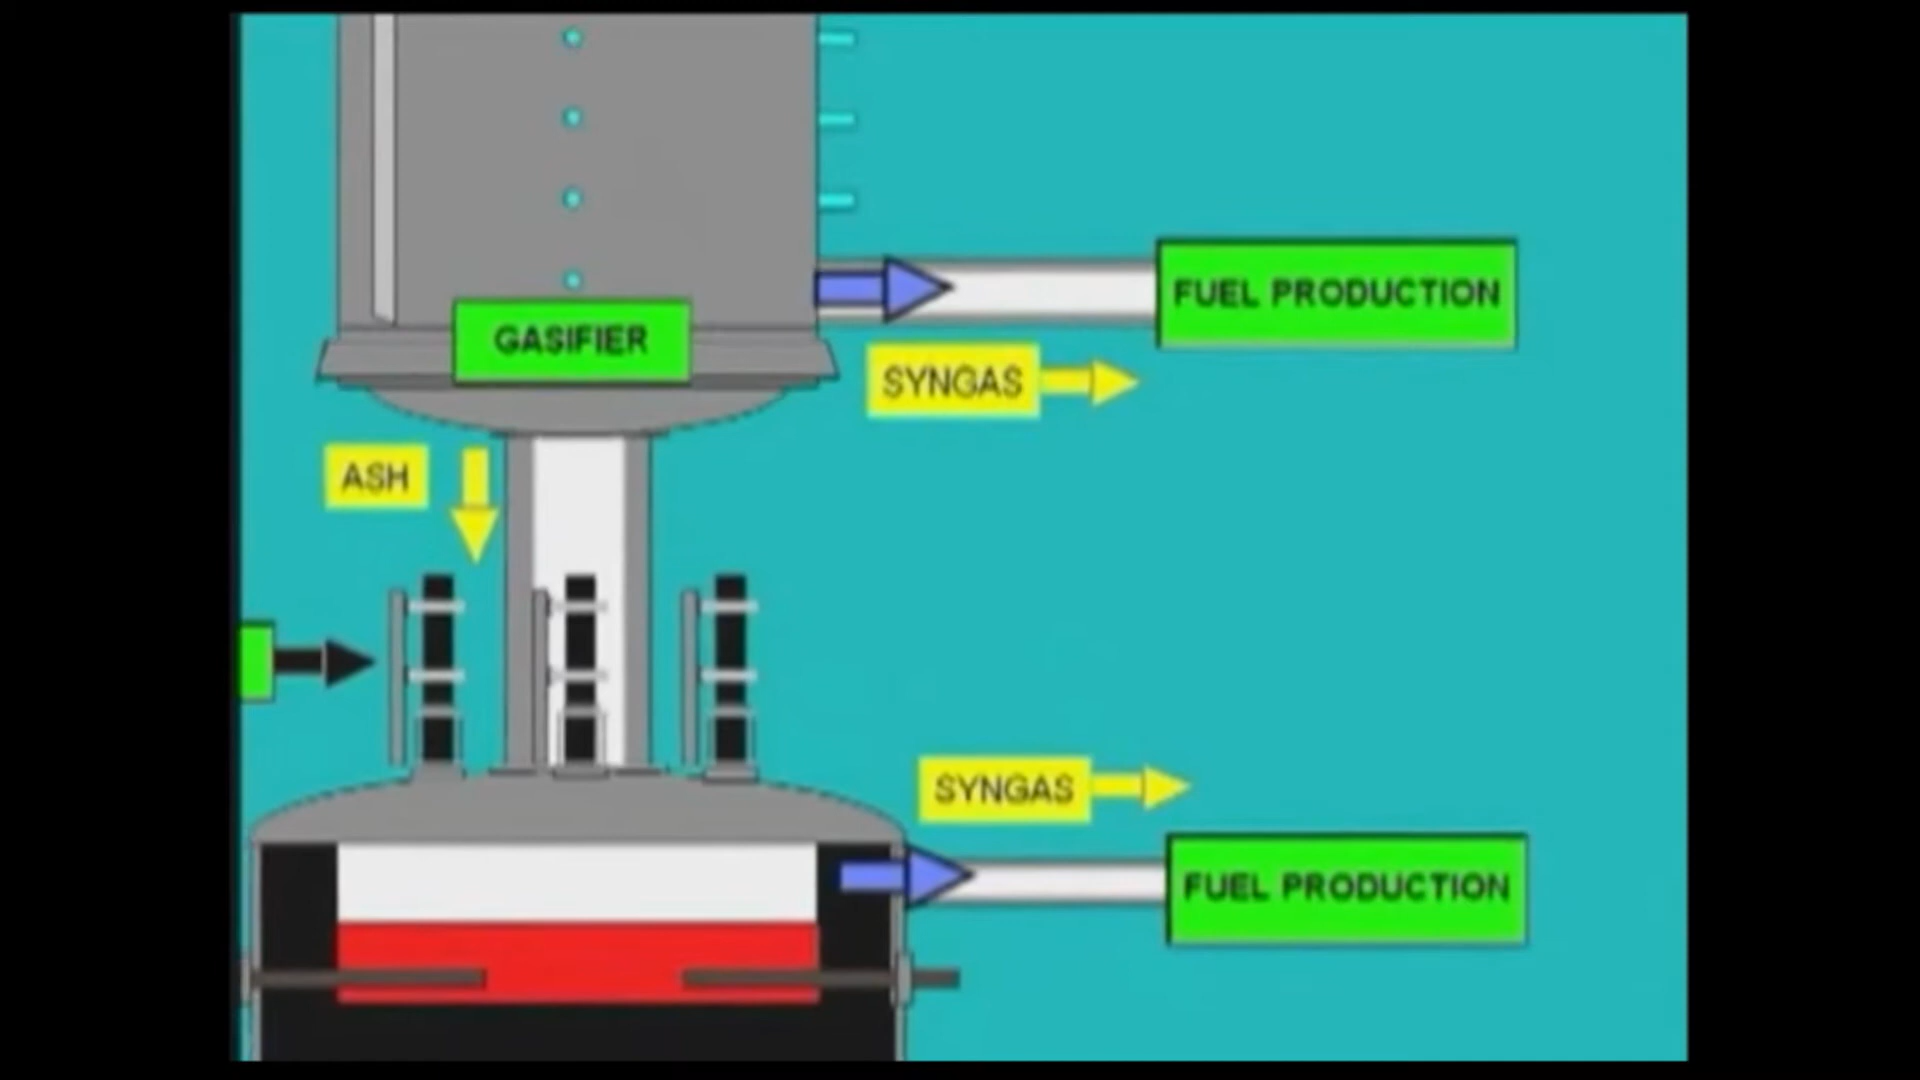 FUEL PRODUCTION
GASIFIER
SYNGAS
ASH
SYNGAS
FUEL PRODUCTION